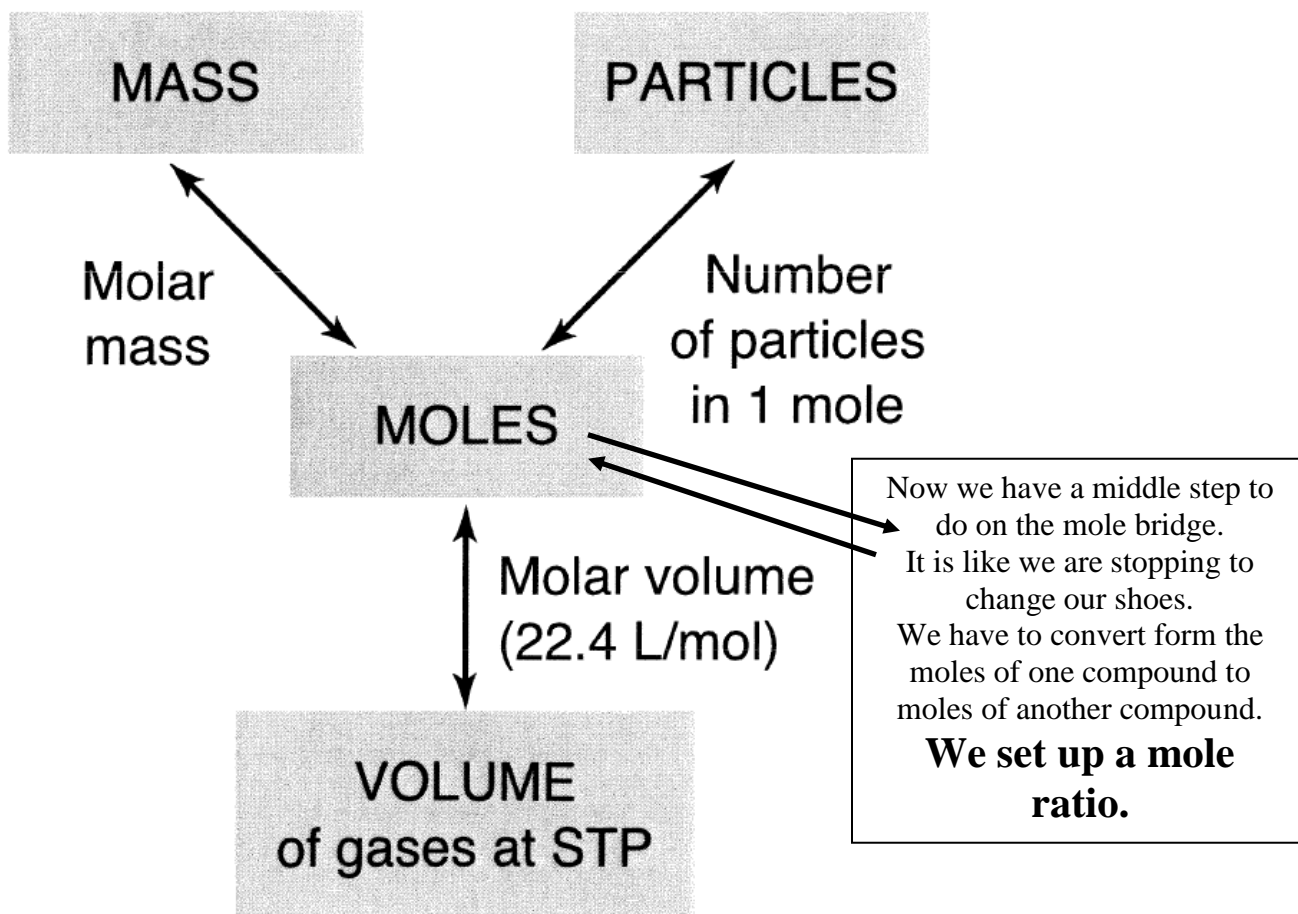 MASS
PARTICLES
Molar
mass
Number
of particles
in 1 mole
MOLES
Now we have a middle step to
do on the mole bridge.
It is like we are stopping to
change our shoes.
We have to convert form the
moles of one compound to
moles of another compound.
We set up a mole
ratio.
Molar volume
(22.4 L/mol)
VOLUME
of gases at STP